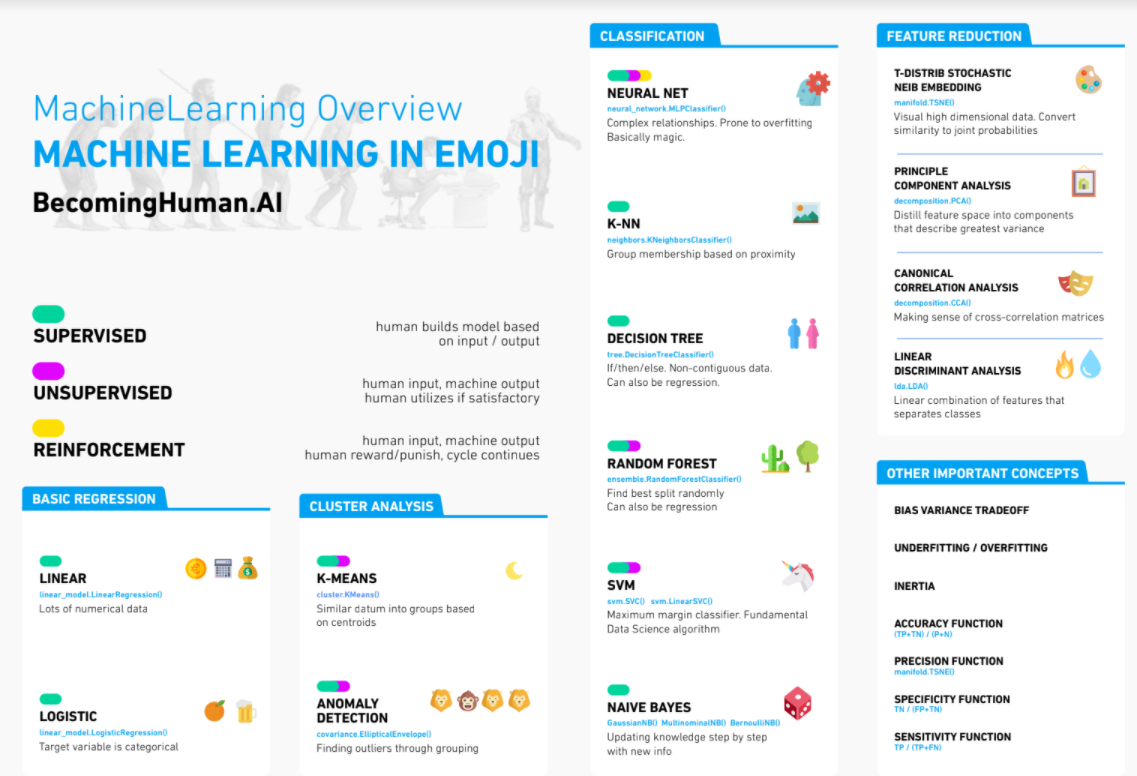 MachineLearning Overview
MACHINE LEARNING IN EMOJI
BecomingHuman.AI
SUPERVISED
human builds model based
on input / output
UNSUPERVISED
human input, machine output
human utilizes if satisfactory
REINFORCEMENT
human input, machine output
human reward/punish, cycle continues
BASIC REGRESSION
LINEAR
linear_model.LinearRegression()
Lots of numerical data
LOGISTIC
linear_model.LogisticRegression()
Target variable is categorical
CLUSTER ANALYSIS
K-MEANS
cluster.KMeans()
Similar datum into groups based
on centroids
ANOMALY
DETECTION
covariance.EllipticalEnvelope()
Finding outliers through grouping
CLASSIFICATION
NEURAL NET
neural_network.MLPClassifier()
Complex relationships. Prone to overfitting
Basically magic.
K-NN
neighbors.KNeighborsClassifier()
Group membership based on proximity
DECISION TREE
tree.DecisionTreeClassifier()
If/then/else. Non-contiguous data.
Can also be regression.
RANDOM FOREST
ensemble.RandomForestClassifier()
Find best split randomly
Can also be regression
SVM
svm.SVC() svm.LinearSVC()
Maximum margin classifier. Fundamental
Data Science algorithm
NAIVE BAYES
GaussianNB() MultinominalNB() BernoulliNB()
Updating knowledge step by step
with new info
FEATURE REDUCTION
T-DISTRIB STOCHASTIC
NEIB EMBEDDING
manifold.TSNE()
Visual high dimensional data. Convert
similarity to joint probabilities
PRINCIPLE
COMPONENT ANALYSIS
decomposition.PCA()
Distill feature space into components
that describe greatest variance
CANONICAL
CORRELATION ANALYSIS
decomposition.CCA()
Making sense of cross-correlation matrices
LINEAR
DISCRIMINANT ANALYSIS
lda.LDA()
Linear combination of features that
separates classes
OTHER IMPORTANT CONCEPTS
BIAS VARIANCE TRADEOFF
UNDERFITTING / OVERFITTING
INERTIA
ACCURACY FUNCTION
(TP+TN) / (P+N)
PRECISION FUNCTION
manifold.TSNE()
SPECIFICITY FUNCTION
TN / (FP+TN)
SENSITIVITY FUNCTION
TP / (TP+FN)